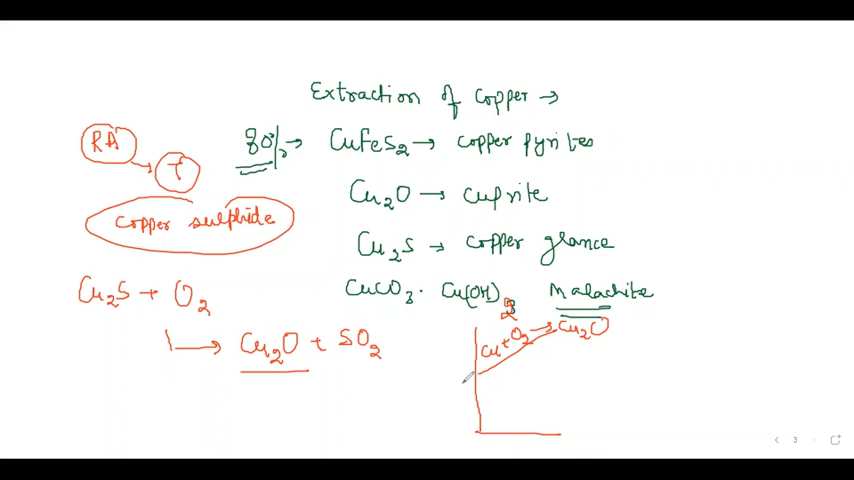 Extraction of copper →
RA → T
80% → CuFeS2 → copper pyrites
Cu2O → cuprite
copper sulphide
Cu2S → copper glance
CuCO3 · Cu(OH)2 Malachite
Cu2S + O2
→ Cu2O + SO2
Cu + O2 → Cu2O
3